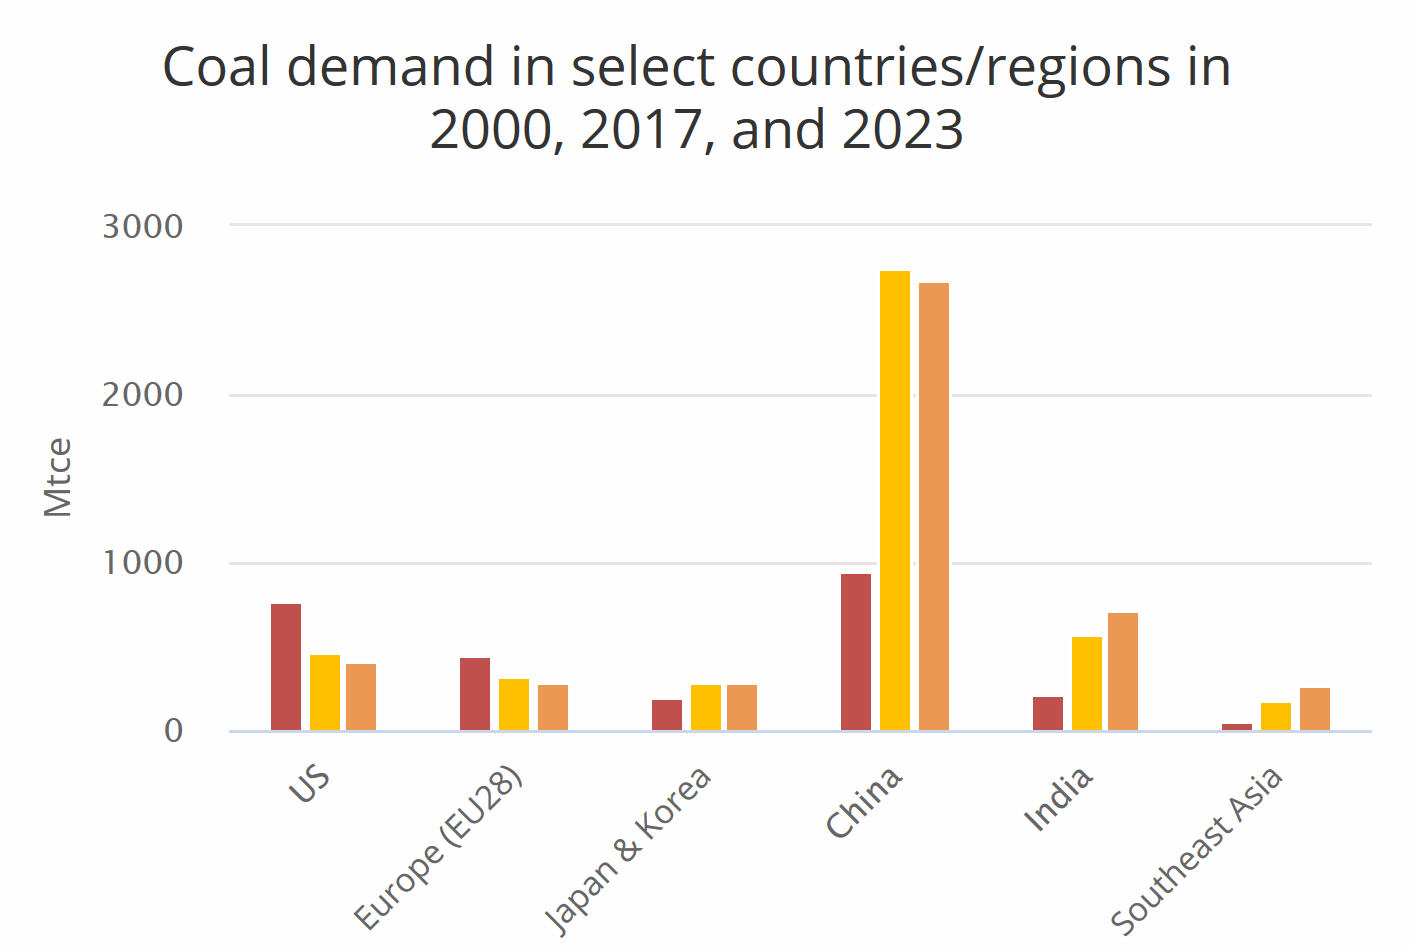 Coal demand in select countries/regions in
2000, 2017, and 2023
3000
2000
1000
0
Mtce
US
Europe (EU28)
Japan & Korea
China
India
Southeast Asia